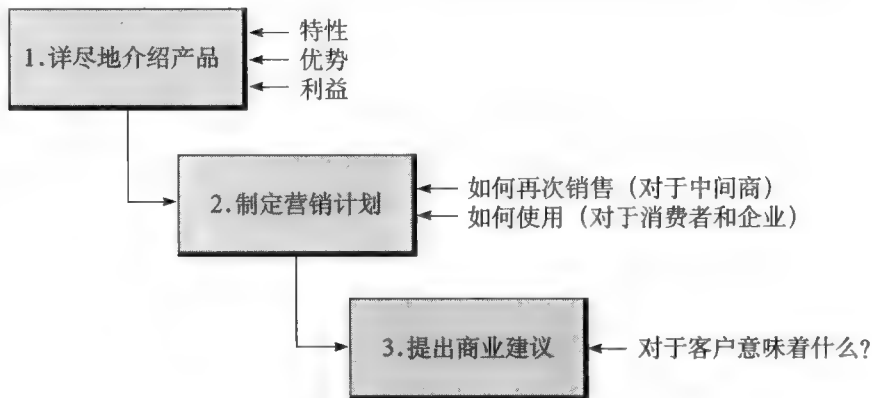 特性
1.详尽地介绍产品
优势
利益
2.制定营销计划
如何再次销售（对于中间商）
如何使用（对于消费者和企业）
3.提出商业建议
对于客户意味着什么?